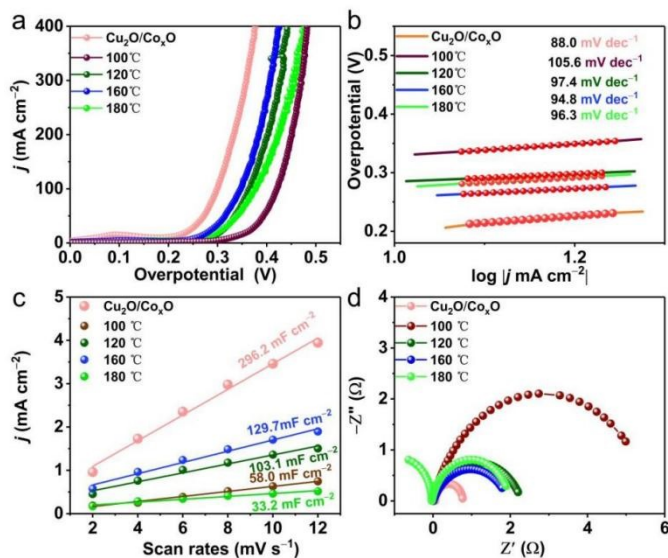 a
Cu₂O/CoₓO
100℃
120℃
160℃
180℃
400
300
200
100
0
j (mA cm⁻²)
0.0 0.1 0.2 0.3 0.4 0.5
Overpotential (V)
b
Cu₂O/CoₓO
100℃
120℃
160℃
180℃
88.0 mV dec⁻¹
105.6 mV dec⁻¹
97.4 mV dec⁻¹
94.8 mV dec⁻¹
96.3 mV dec⁻¹
0.5
0.4
0.3
0.2
Overpotential (V)
1.0 1.2
log |j mA cm⁻²|
c
Cu₂O/CoₓO
100 ℃
120 ℃
160 ℃
180 ℃
296.2 mF cm⁻²
129.7mF cm⁻²
103.1 mF cm⁻²
58.0 mF cm⁻²
33.2 mF cm⁻²
5
4
3
2
1
0
j (mA cm⁻²)
2 4 6 8 10 12
Scan rates (mV s⁻¹)
d
Cu₂O/CoₓO
100 ℃
120 ℃
160 ℃
180 ℃
4
3
2
1
0
−Z'' (Ω)
0 1 2 3 4 5 6
Z' (Ω)